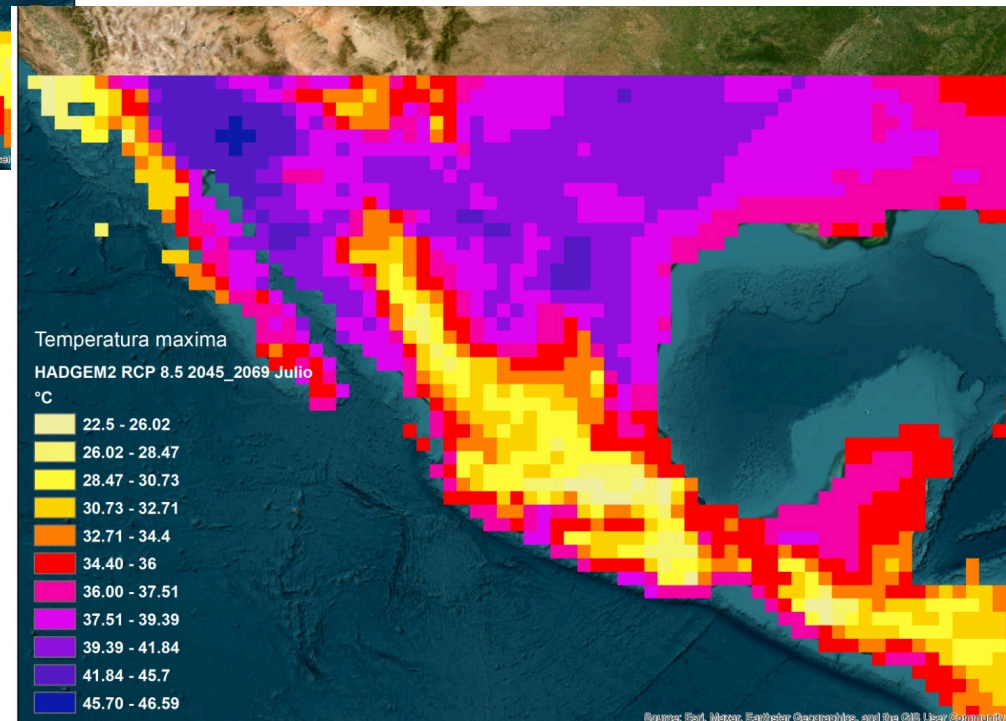 Temperatura maxima
HADGEM2 RCP 8.5 2045_2069 Julio
°C
22.5 - 26.02
26.02 - 28.47
28.47 - 30.73
30.73 - 32.71
32.71 - 34.4
34.40 - 36
36.00 - 37.51
37.51 - 39.39
39.39 - 41.84
41.84 - 45.7
45.70 - 46.59
Source: Esri, Maxar, Earthstar Geographics, and the GIS User Community